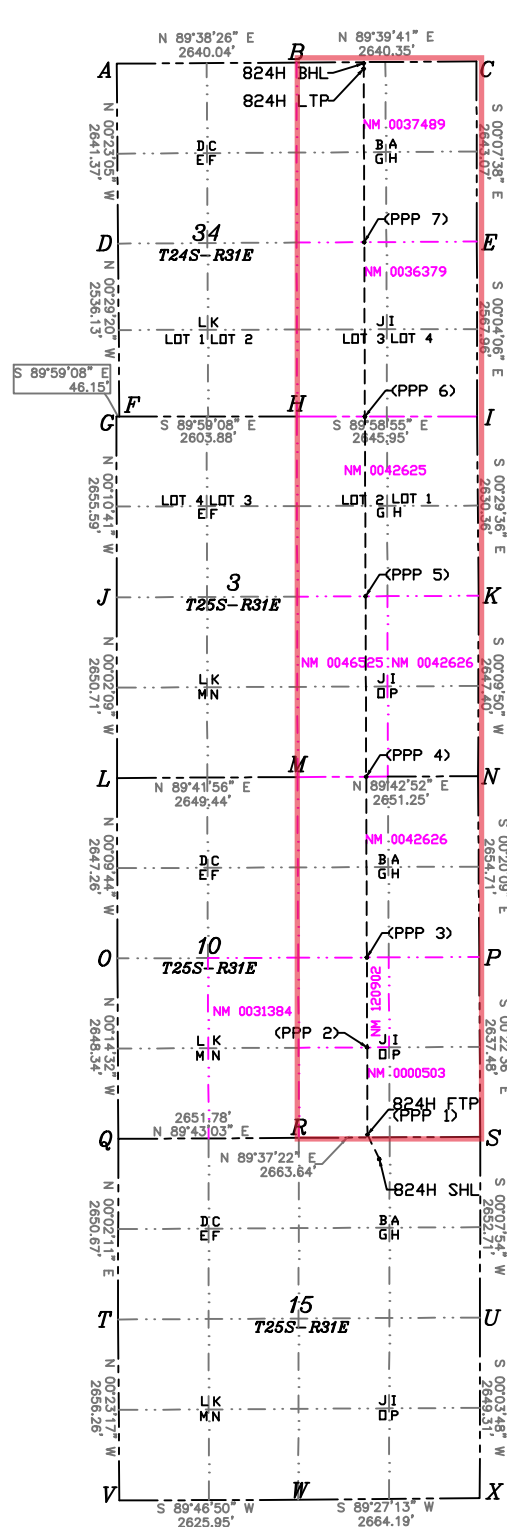 N 89°38'26" E
2640.04'
N 89°39'41" E
2640.35'
A
B
C
824H BHL
824H LTP
NM 0037489
N 00°23'05" W
2641.37'
S 00°07'38" E
2643.07'
D C
E F
B A
G H
34
T24S-R31E
D
(PPP 7)
E
NM 0036379
N 00°29'20" W
2536.13'
S 00°04'06" E
2567.96'
L K
LOT 1 LOT 2
J I
LOT 3 LOT 4
S 89°59'08" E
46.15'
(PPP 6)
F
G
H
I
S 89°59'08" E
2603.88'
S 89°58'55" E
2645.95'
NM 0042625
N 00°10'41" W
2655.59'
S 00°29'36" E
2630.36'
LOT 4 LOT 3
E F
LOT 2 LOT 1
G H
3
T25S-R31E
J
(PPP 5)
K
NM 0046525
NM 0042626
N 00°02'09" W
2650.71'
S 00°09'50" W
2647.40'
L K
M N
J I
O P
(PPP 4)
L
M
N
N 89°41'56" E
2649.44'
N 89°42'52" E
2651.25'
NM 0042626
N 00°09'44" W
2647.26'
S 00°20'09" E
2654.71'
D C
E F
B A
G H
10
T25S-R31E
O
(PPP 3)
P
NM 0031384
NM 120902
(PPP 2)
N 00°14'32" W
2648.34'
S 00°22'36" E
2637.48'
L K
M N
J I
O P
NM 0000503
824H FTP
(PPP 1)
2651.78'
N 89°43'03" E
Q
R
S
N 89°37'22" E
2663.64'
824H SHL
N 00°02'11" E
2650.67'
S 00°07'54" W
2652.71'
D C
E F
B A
G H
15
T25S-R31E
T
U
N 00°23'17" W
2656.26'
S 00°03'48" E
2649.31'
L K
M N
J I
O P
V
W
X
S 89°46'50" W
2625.95'
S 89°27'13" W
2664.19'